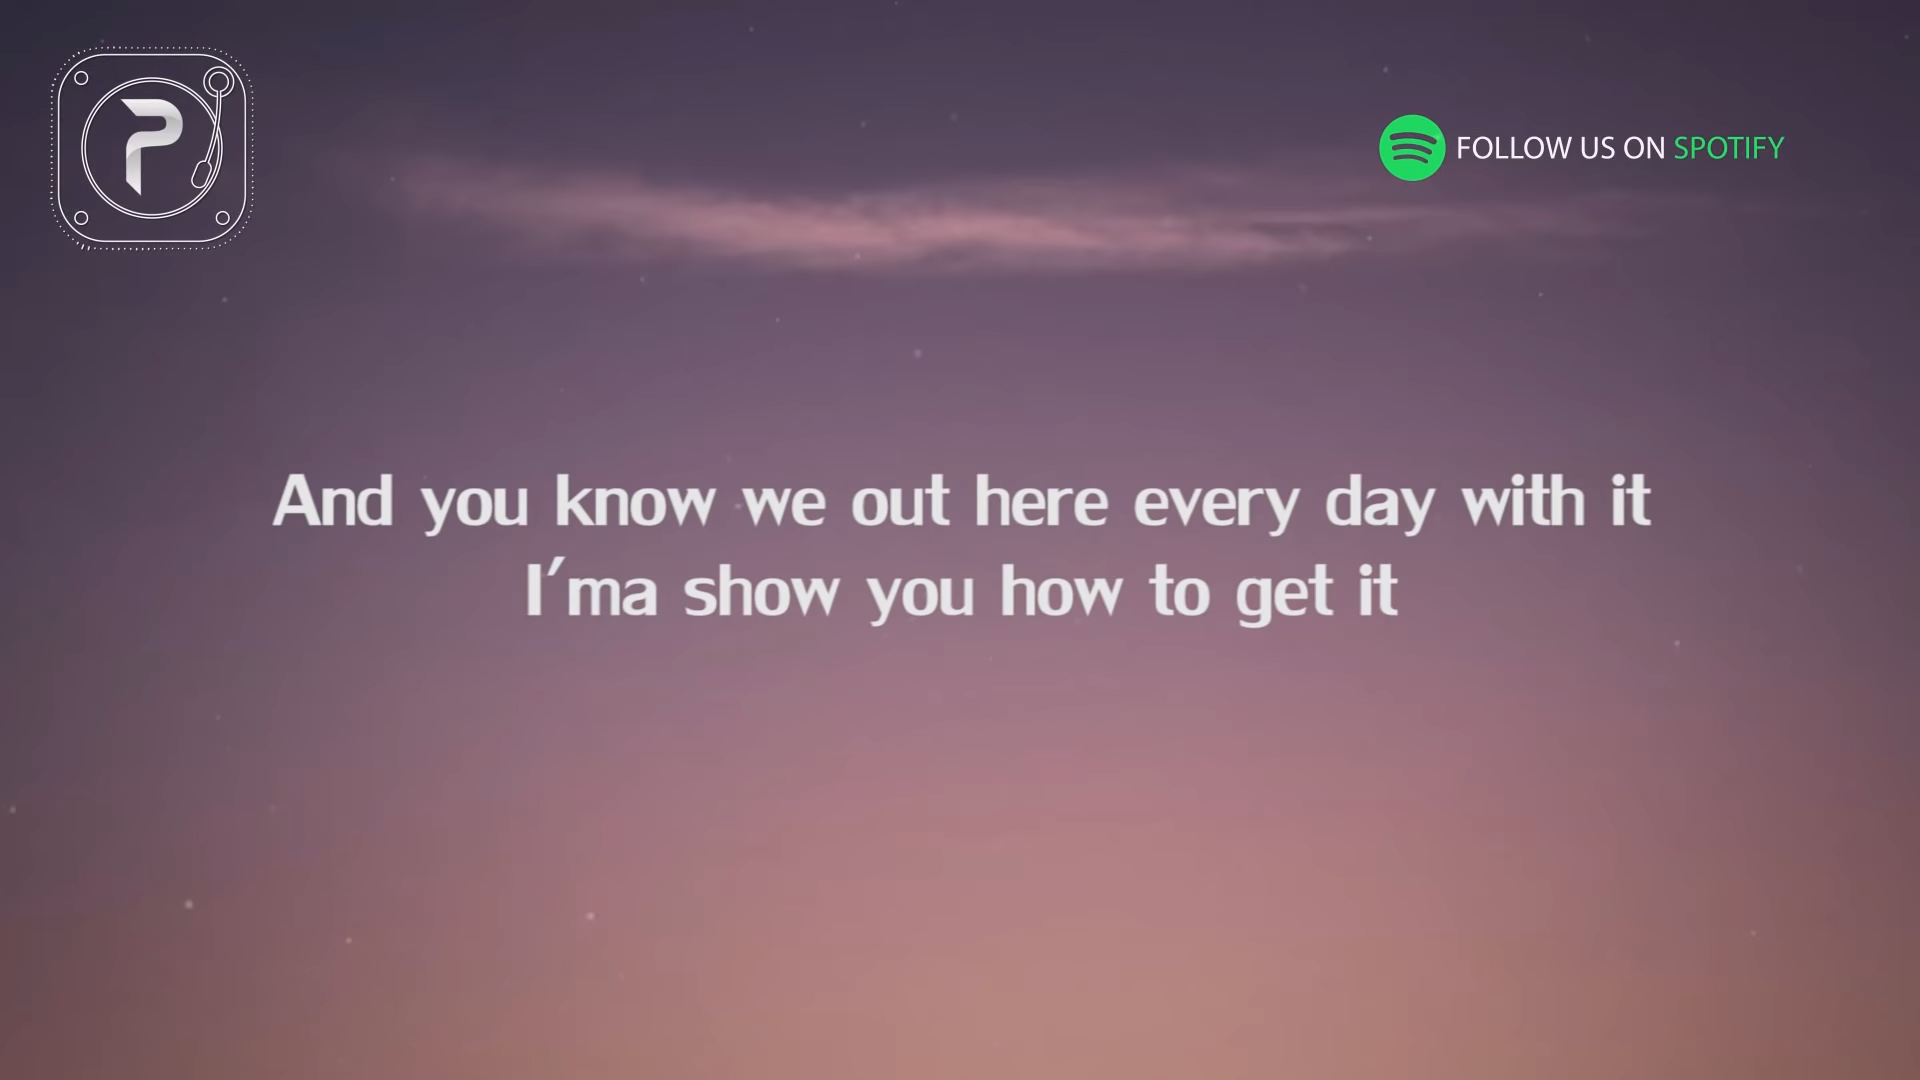 P
FOLLOW US ON SPOTIFY
And you know we out here every day with it
I'ma show you how to get it